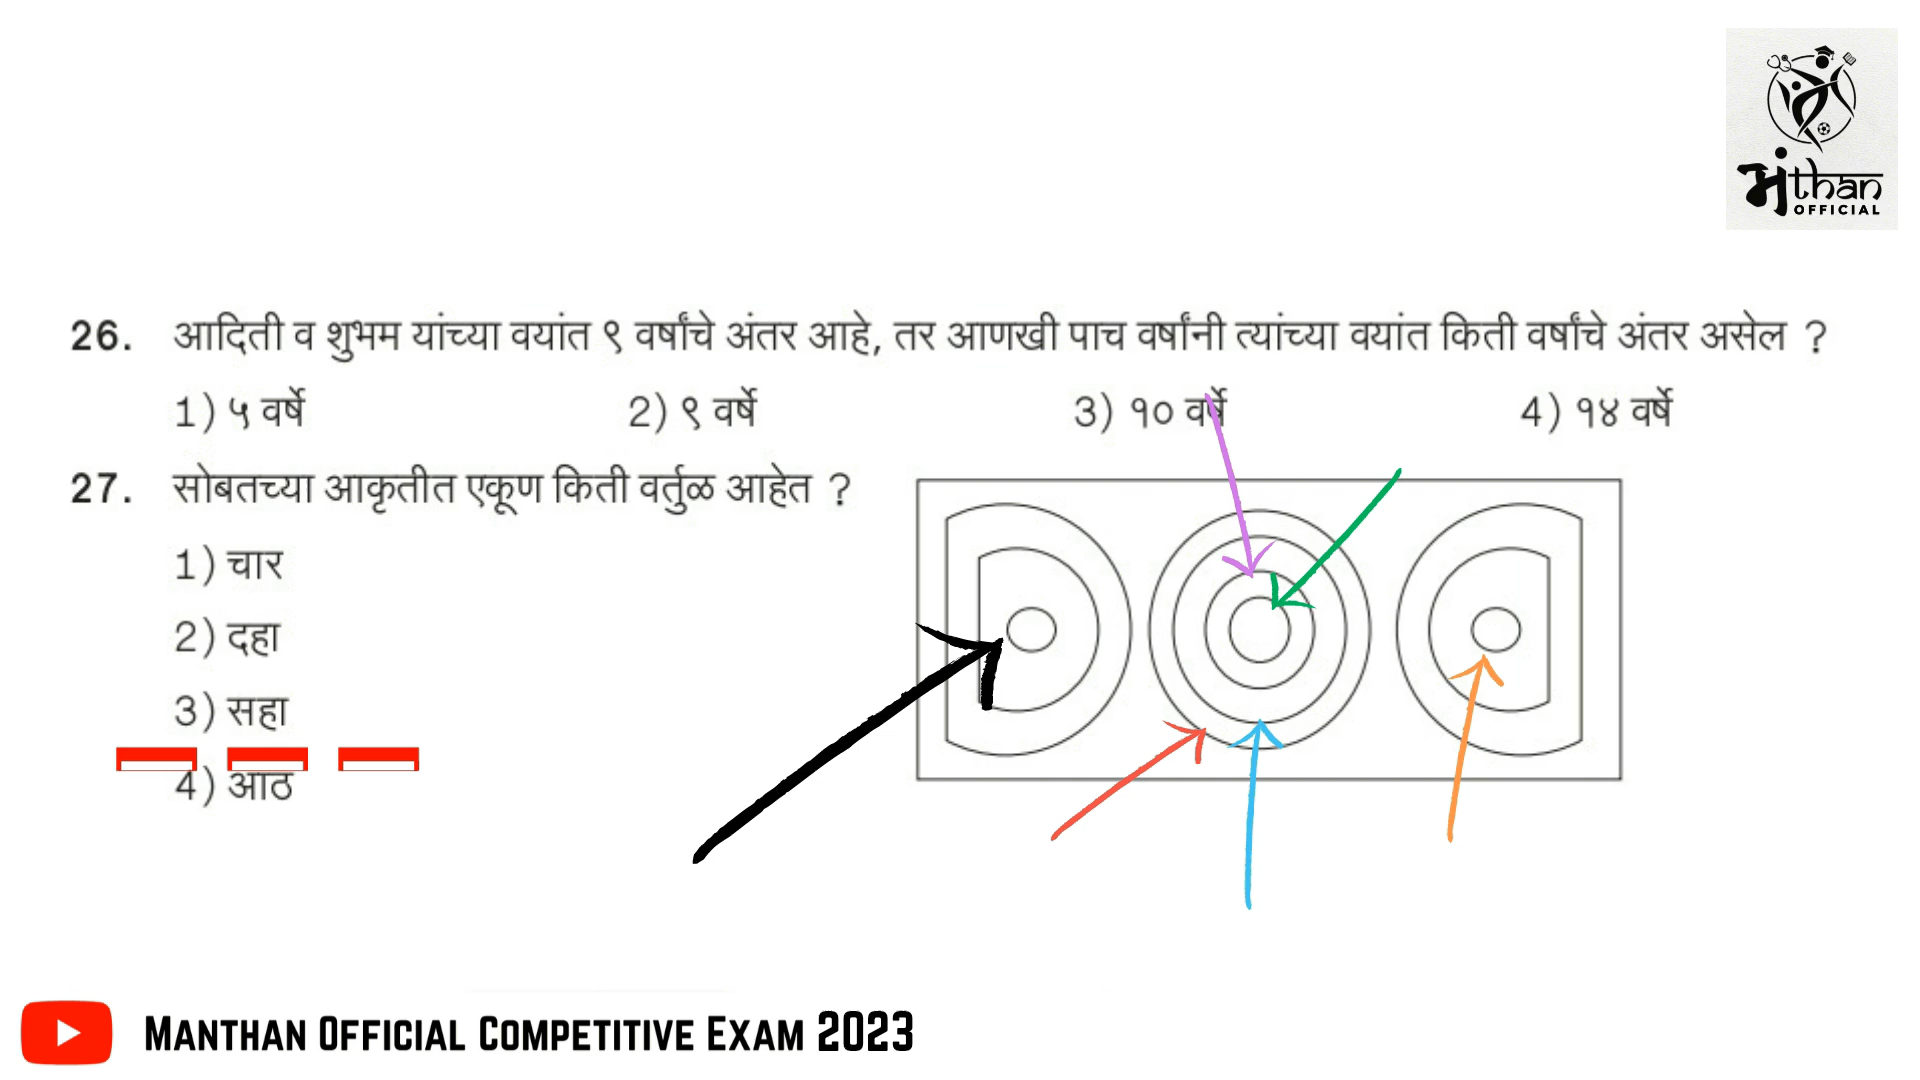 मंthan
OFFICIAL
26. आदिती व शुभम यांच्या वयांत ९ वर्षांचे अंतर आहे, तर आणखी पाच वर्षांनी त्यांच्या वयांत किती वर्षांचे अंतर असेल ?
1) ५ वर्षे 2) ९ वर्षे 3) १० वर्षे 4) १४ वर्षे
27. सोबतच्या आकृतीत एकूण किती वर्तुळ आहेत ?
1) चार
2) दहा
3) सहा
4) आठ
MANTHAN OFFICIAL COMPETITIVE EXAM 2023